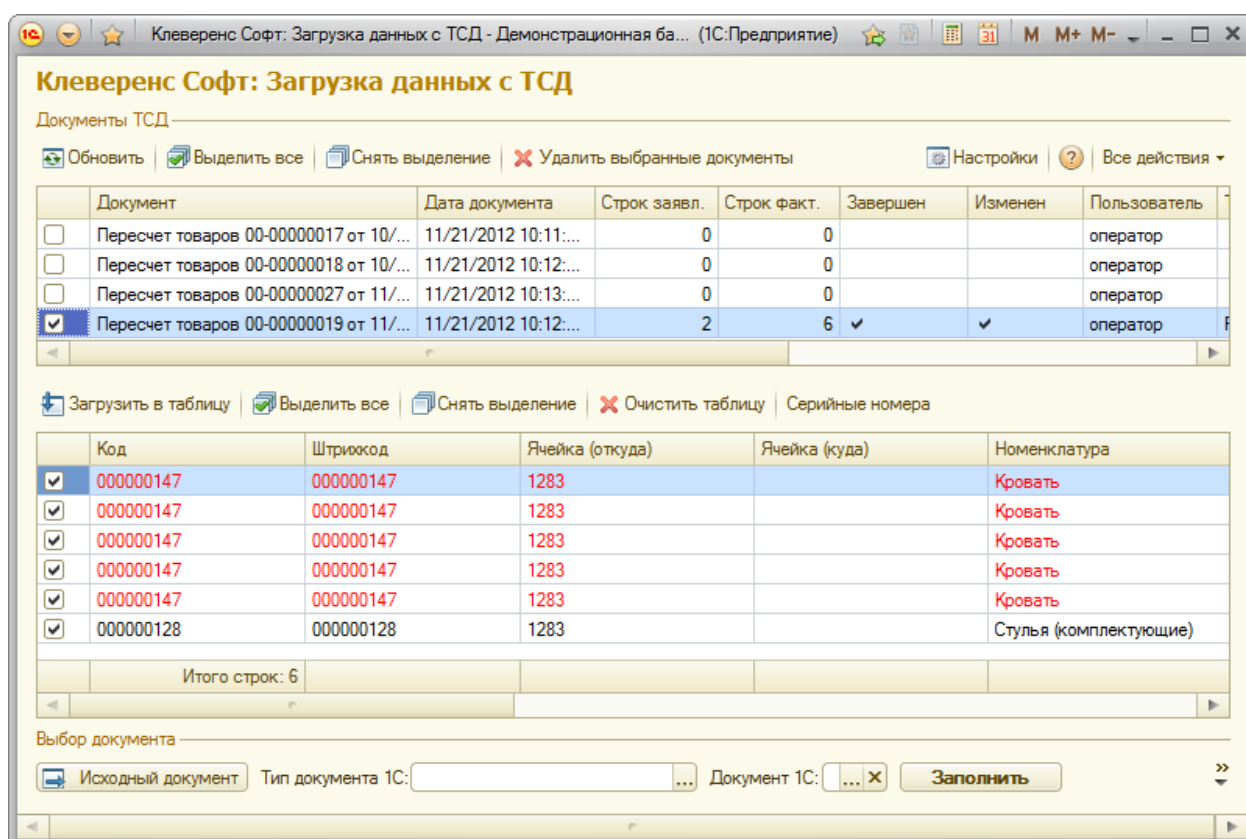 Клеверенс Софт: Загрузка данных с ТСД - Демонстрационная ба... (1С:Предприятие) 31 M M+ M-
Клеверенс Софт: Загрузка данных с ТСД
Документы ТСД
Обновить Выделить все Снять выделение Удалить выбранные документы Настройки ? Все действия
Документ Дата документа Строк заявл. Строк факт. Завершен Изменен Пользователь
Пересчет товаров 00-00000017 от 10/... 11/21/2012 10:11:... 0 0 оператор
Пересчет товаров 00-00000018 от 10/... 11/21/2012 10:12:... 0 0 оператор
Пересчет товаров 00-00000027 от 11/... 11/21/2012 10:13:... 0 0 оператор
Пересчет товаров 00-00000019 от 11/... 11/21/2012 10:12:... 2 6 оператор
Загрузить в таблицу Выделить все Снять выделение Очистить таблицу Серийные номера
Код Штрихкод Ячейка (откуда) Ячейка (куда) Номенклатура
000000147 000000147 1283 Кровать
000000147 000000147 1283 Кровать
000000147 000000147 1283 Кровать
000000147 000000147 1283 Кровать
000000147 000000147 1283 Кровать
000000128 000000128 1283 Стулья (комплектующие)
Итого строк: 6
Выбор документа
Исходный документ Тип документа 1С: ... Документ 1С: ... Заполнить